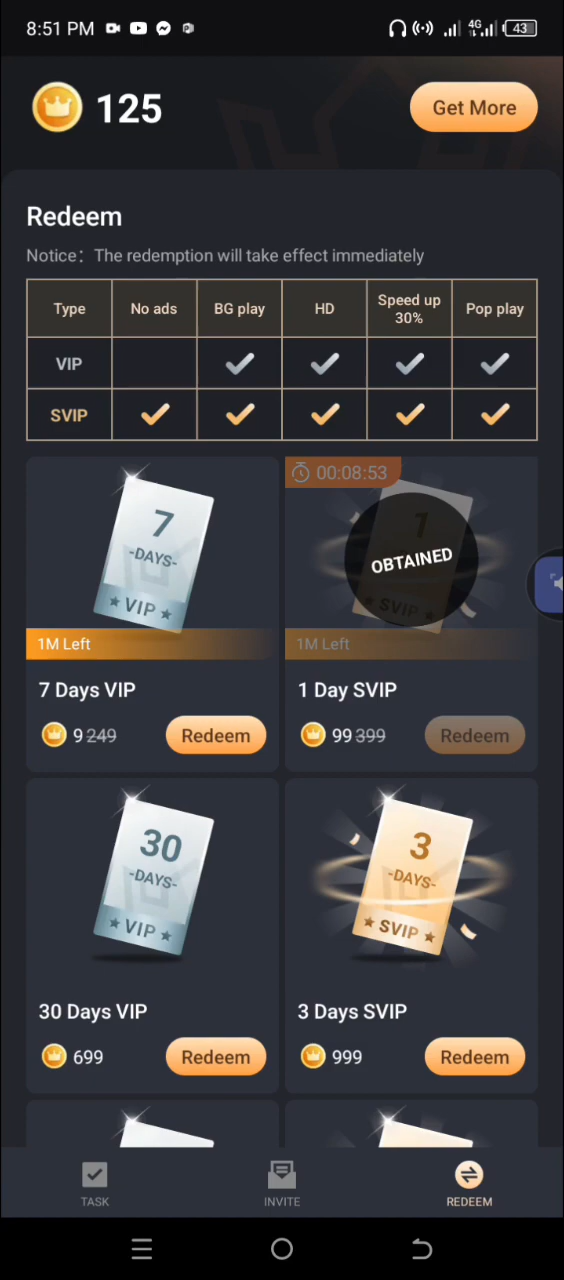 8:51 PM
4G
43
125
Get More
Redeem
Notice: The redemption will take effect immediately
Type No ads BG play HD Speed up 30% Pop play
VIP
SVIP
7
-DAYS-
VIP
1M Left
7 Days VIP
9 249
Redeem
00:08:53
1
OBTAINED
SVIP
1M Left
1 Day SVIP
99 399
Redeem
30
-DAYS-
VIP
30 Days VIP
699
Redeem
3
-DAYS-
SVIP
3 Days SVIP
999
Redeem
TASK
INVITE
REDEEM